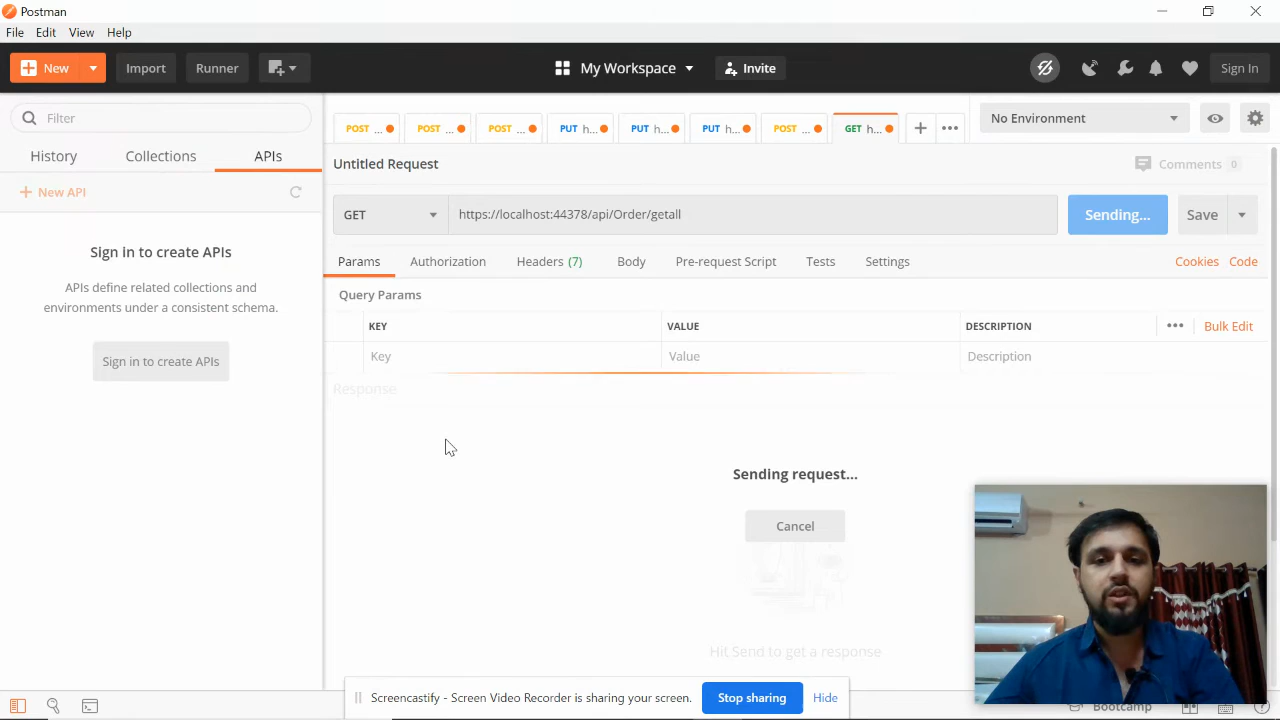 Postman
File Edit View Help
New Import Runner My Workspace Invite Sign In
Filter
History Collections APIs
New API
Sign in to create APIs
APIs define related collections and
environments under a consistent schema.
Sign in to create APIs
POST ... POST ... POST ... PUT h... PUT h... PUT h... POST ... GET h...
No Environment
Untitled Request Comments 0
GET https://localhost:44378/api/Order/getall Sending... Save
Params Authorization Headers (7) Body Pre-request Script Tests Settings Cookies Code
Query Params
KEY VALUE DESCRIPTION Bulk Edit
Key Value Description
Response
Sending request...
Cancel
Hit Send to get a response
Screencastify - Screen Video Recorder is sharing your screen. Stop sharing Hide
Bootcamp